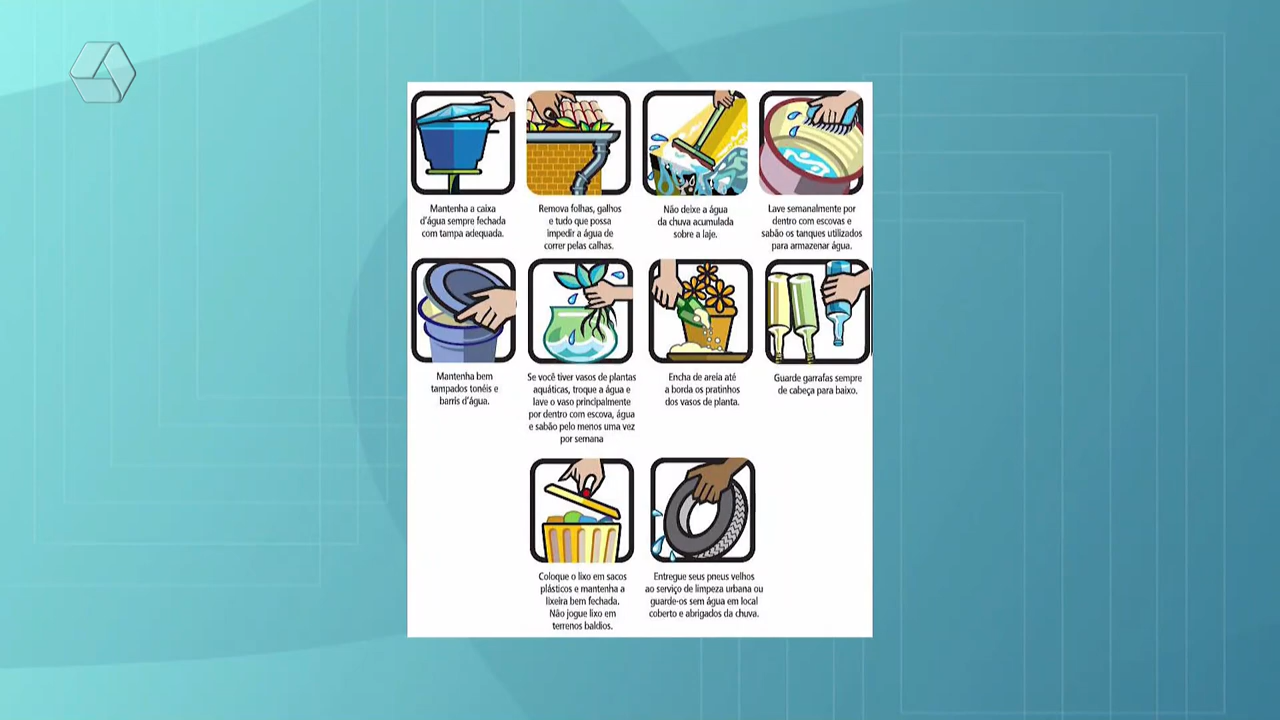 Mantenha a caixa
d'água sempre fechada
com tampa adequada.
Remova folhas, galhos
e tudo que possa
impedir a água de
correr pelas calhas.
Não deixe a água
da chuva acumulada
sobre a laje.
Lave semanalmente por
dentro com escovas e
sabão os tanques utilizados
para armazenar água.
Mantenha bem
tampados tonéis e
barris d'água.
Se você tiver vasos de plantas
aquáticas, troque a água e
lave o vaso principalmente
por dentro com escova, água
e sabão pelo menos uma vez
por semana
Encha de areia até
a borda os pratinhos
dos vasos de planta.
Guarde garrafas sempre
de cabeça para baixo.
Coloque o lixo em sacos
plásticos e mantenha a
lixeira bem fechada.
Não jogue lixo em
terrenos baldios.
Entregue seus pneus velhos
ao serviço de limpeza urbana ou
guarde-os sem água em local
coberto e abrigados da chuva.